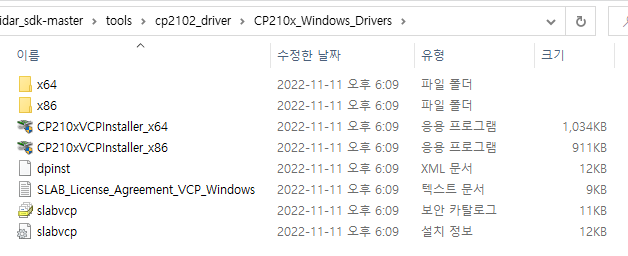 idar_sdk-master > tools > cp2102_driver > CP210x_Windows_Drivers >
이름 수정한 날짜 유형 크기
x64 2022-11-11 오후 6:09 파일 폴더
x86 2022-11-11 오후 6:09 파일 폴더
CP210xVCPInstaller_x64 2022-11-11 오후 6:09 응용 프로그램 1,034KB
CP210xVCPInstaller_x86 2022-11-11 오후 6:09 응용 프로그램 911KB
dpinst 2022-11-11 오후 6:09 XML 문서 12KB
SLAB_License_Agreement_VCP_Windows 2022-11-11 오후 6:09 텍스트 문서 9KB
slabvcp 2022-11-11 오후 6:09 보안 카탈로그 11KB
slabvcp 2022-11-11 오후 6:09 설치 정보 12KB